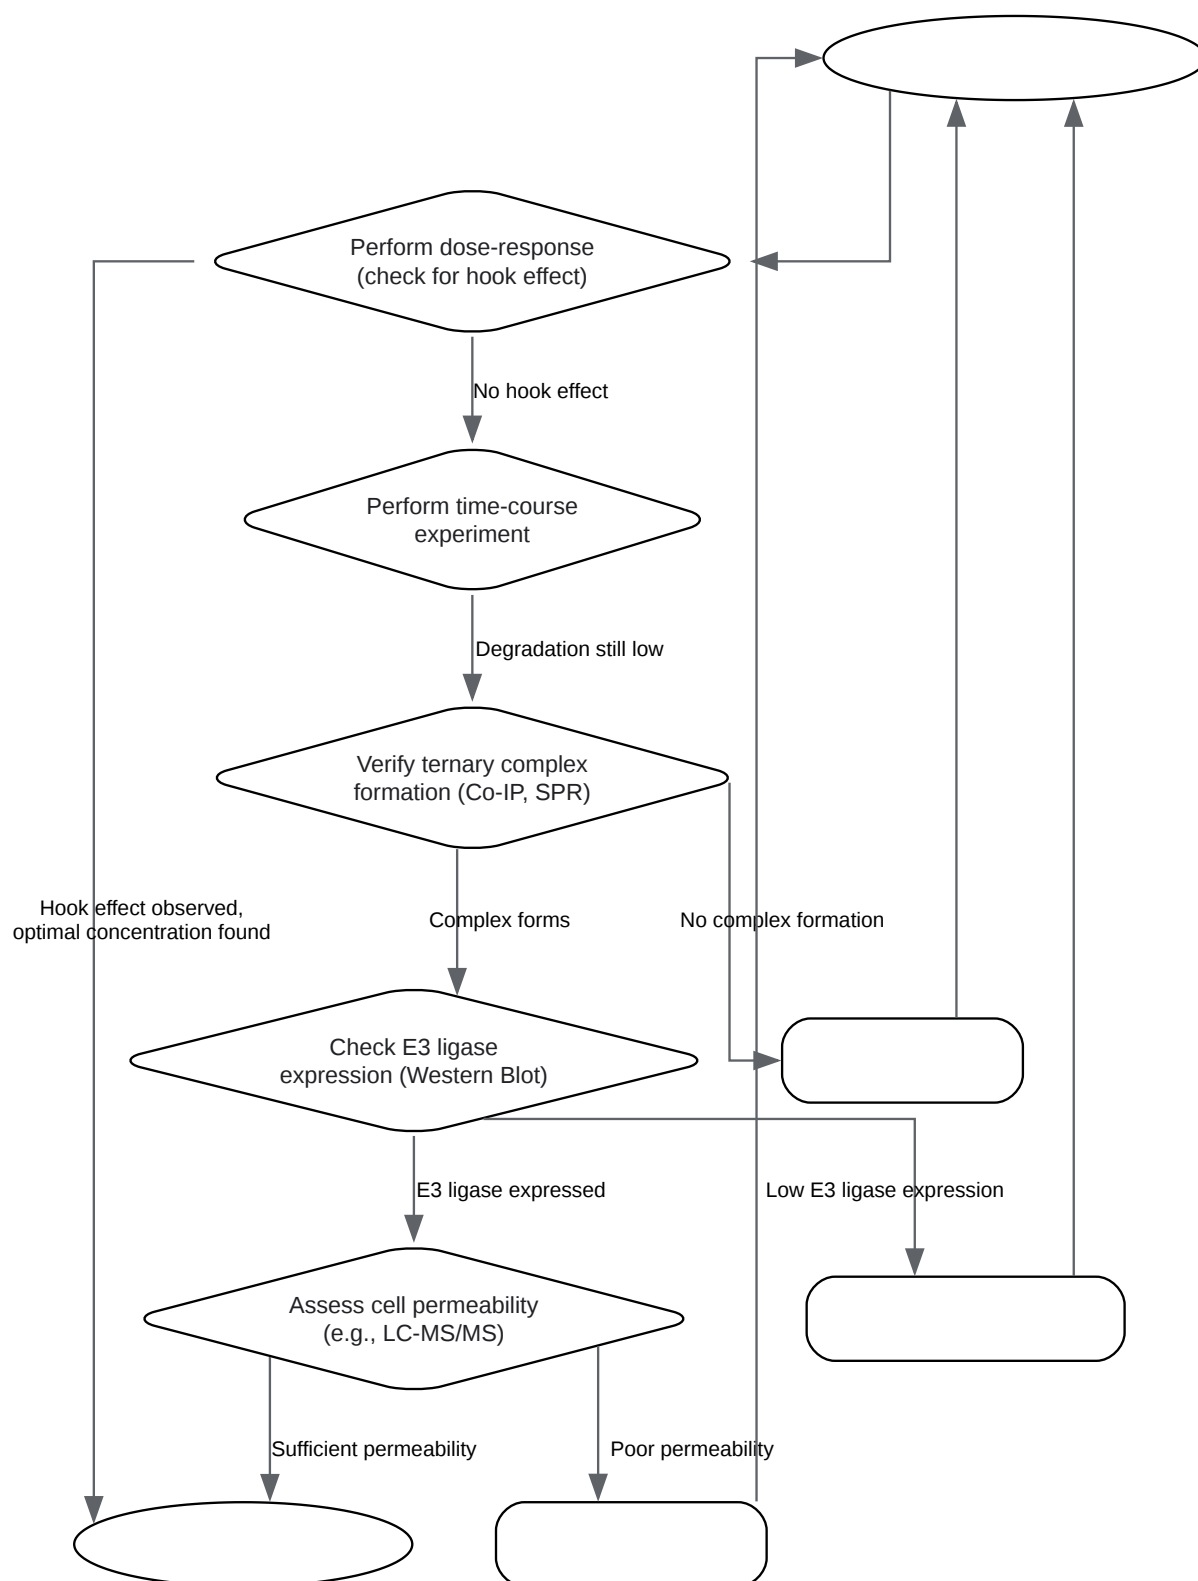 Perform dose-response
(check for hook effect)
No hook effect
Perform time-course
experiment
Degradation still low
Verify ternary complex
formation (Co-IP, SPR)
Hook effect observed,
optimal concentration found
Complex forms
No complex formation
Check E3 ligase
expression (Western Blot)
E3 ligase expressed
Low E3 ligase expression
Assess cell permeability
(e.g., LC-MS/MS)
Sufficient permeability
Poor permeability